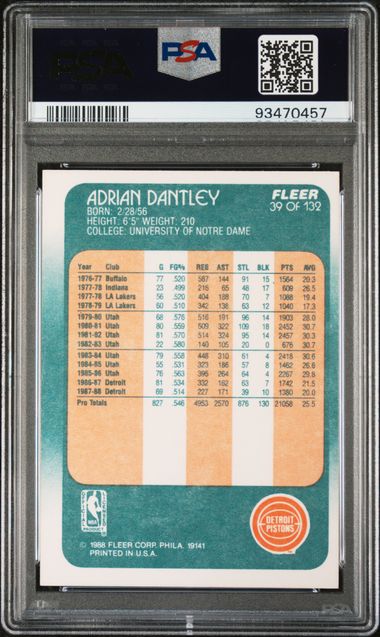 PSA
93470457
ADRIAN DANTLEY
BORN: 2/28/56
HEIGHT: 6'5" WEIGHT: 210
COLLEGE: UNIVERSITY OF NOTRE DAME
FLEER
39 OF 132
Year Club G FG% REB AST STL BLK PTS AVG
1976-77 Buffalo 77 .520 587 144 91 15 1564 20.3
1977-78 Indiana 23 .499 216 65 48 17 609 26.5
1977-78 LA Lakers 56 .520 404 188 70 7 1088 19.4
1978-79 LA Lakers 60 .510 342 138 63 12 1040 17.3
1979-80 Utah 68 .576 516 191 96 14 1903 28.0
1980-81 Utah 80 .559 509 322 109 18 2452 30.7
1981-82 Utah 81 .570 514 324 95 14 2457 30.3
1982-83 Utah 22 .580 140 105 20 0 676 30.7
1983-84 Utah 79 .558 448 310 61 4 2418 30.6
1984-85 Utah 55 .531 323 186 57 8 1462 26.6
1985-86 Utah 76 .563 395 264 64 4 2267 29.8
1986-87 Detroit 81 .534 332 162 63 7 1742 21.5
1987-88 Detroit 69 .514 227 171 39 10 1380 20.0
Pro Totals 827 .546 4953 2570 876 130 21058 25.5
NBA
PRODUCT
DETROIT
PISTONS
© 1988 FLEER CORP. PHILA. 19141
PRINTED IN U.S.A.
PSA